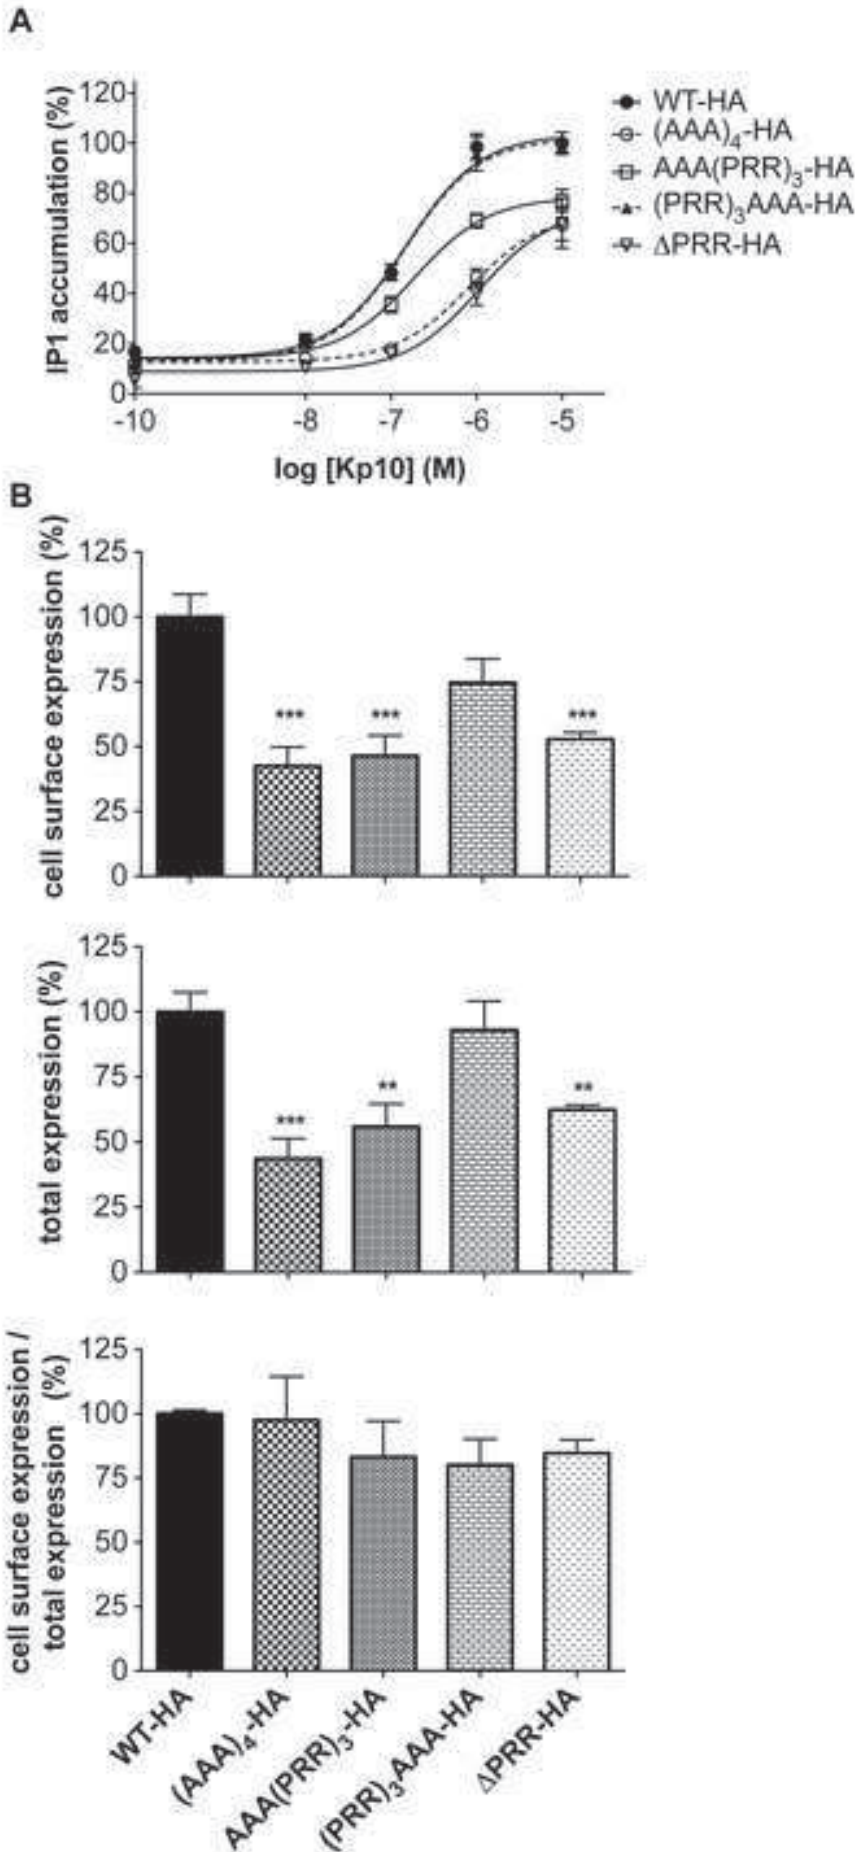 A
IP1 accumulation (%)
120
100
80
60
40
20
0
-10
-8
-7
-6
-5
log [Kp10] (M)
WT-HA
(AAA)4-HA
AAA(PRR)3-HA
(PRR)3AAA-HA
ΔPRR-HA
B
cell surface expression (%)
125
100
75
50
25
0
***
***
***
total expression (%)
125
100
75
50
25
0
***
**
**
cell surface expression /
total expression (%)
125
100
75
50
25
0
WT-HA
(AAA)4-HA
AAA(PRR)3-HA
(PRR)3AAA-HA
ΔPRR-HA